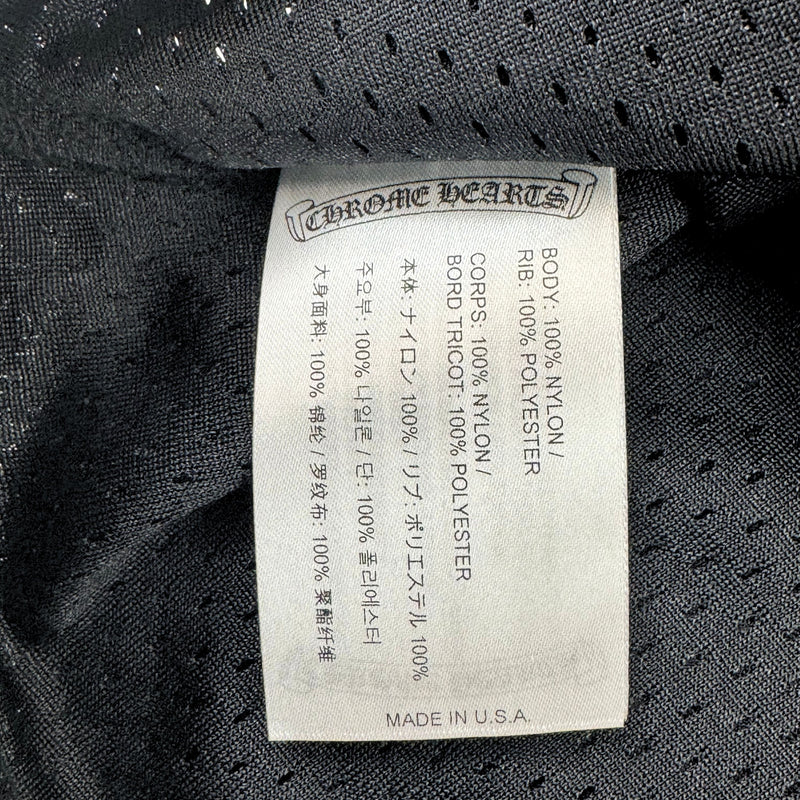 CHROME HEARTS
BODY: 100% NYLON /
RIB: 100% POLYESTER
CORPS: 100% NYLON /
BORD TRICOT: 100% POLYESTER
本体: ナイロン 100% / リブ: ポリエステル 100%
주요부: 100% 나일론 / 단: 100% 폴리에스터
大身面料: 100% 锦纶 / 罗纹布: 100% 聚酯纤维
MADE IN U.S.A.